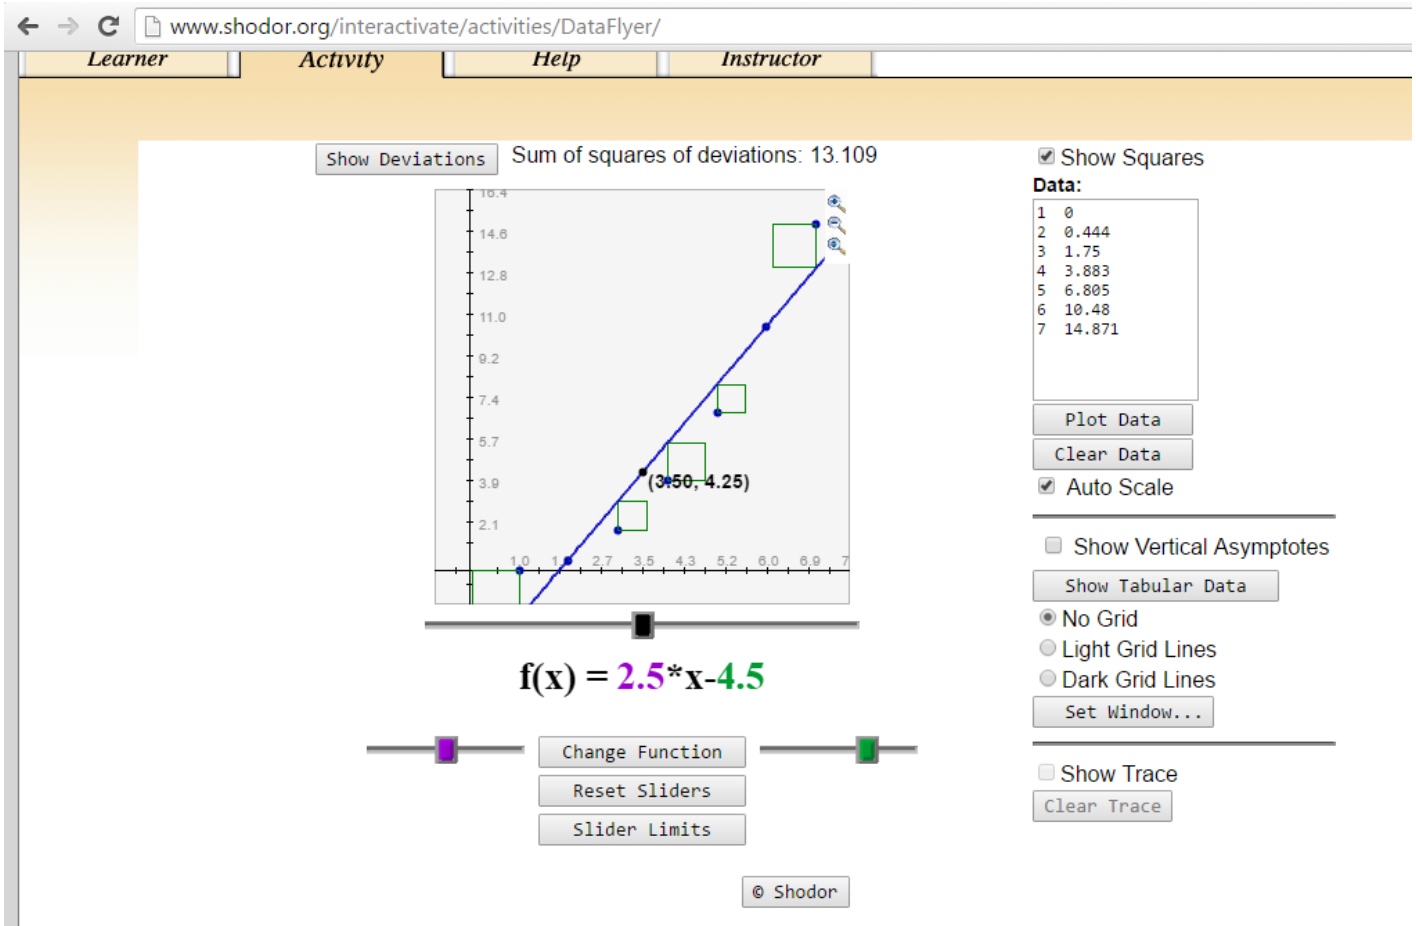 www.shodor.org/interactivate/activities/DataFlyer/
Learner
Activity
Help
Instructor
Show Deviations
Sum of squares of deviations: 13.109
16.4
14.6
12.8
11.0
9.2
7.4
5.7
3.9
2.1
(3.50, 4.25)
1.0
2.7
3.5
4.3
5.2
6.0
6.9
7
f(x) = 2.5*x-4.5
Change Function
Reset Sliders
Slider Limits
© Shodor
Show Squares
Data:
1 0
2 0.444
3 1.75
4 3.883
5 6.805
6 10.48
7 14.871
Plot Data
Clear Data
Auto Scale
Show Vertical Asymptotes
Show Tabular Data
No Grid
Light Grid Lines
Dark Grid Lines
Set Window...
Show Trace
Clear Trace